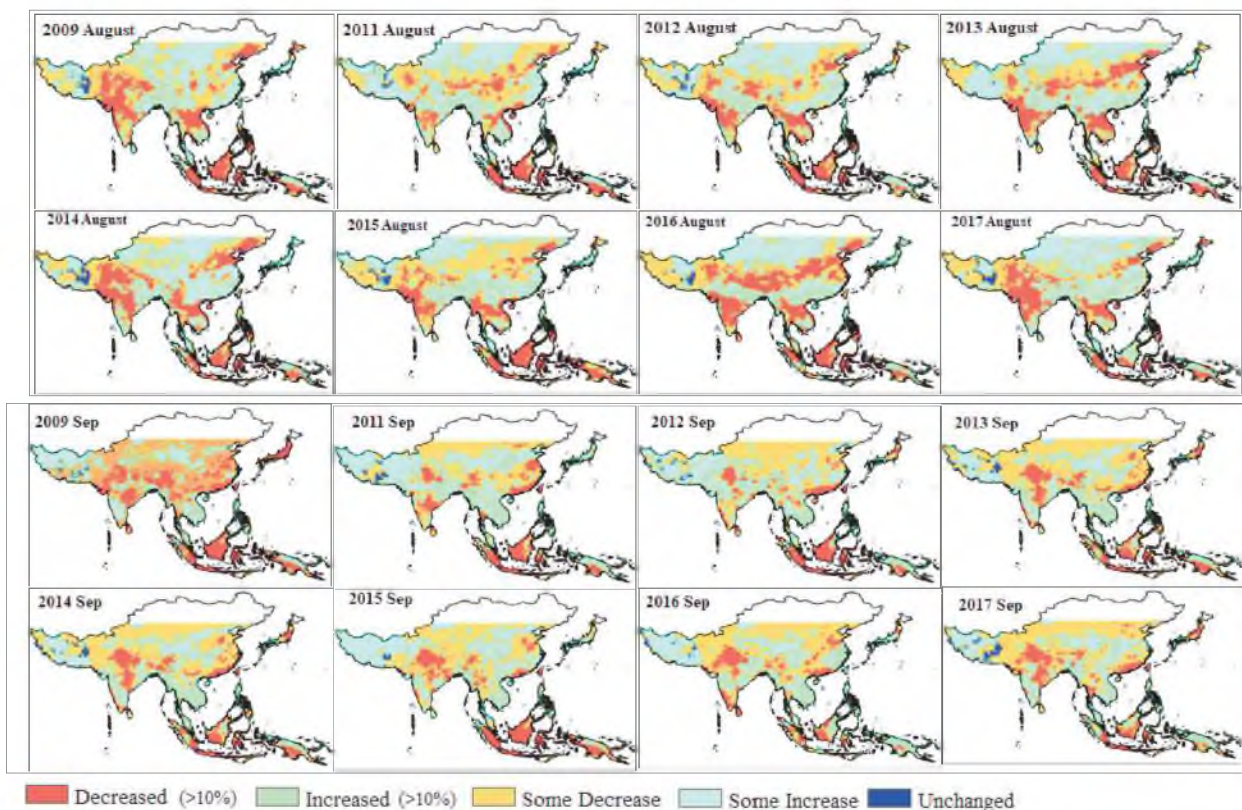 2009 August
2011 August
2012 August
2013 August
2014 August
2015 August
2016 August
2017 August
2009 Sep
2011 Sep
2012 Sep
2013 Sep
2014 Sep
2015 Sep
2016 Sep
2017 Sep
Decreased (>10%) Increased (>10%) Some Decrease Some Increase Unchanged